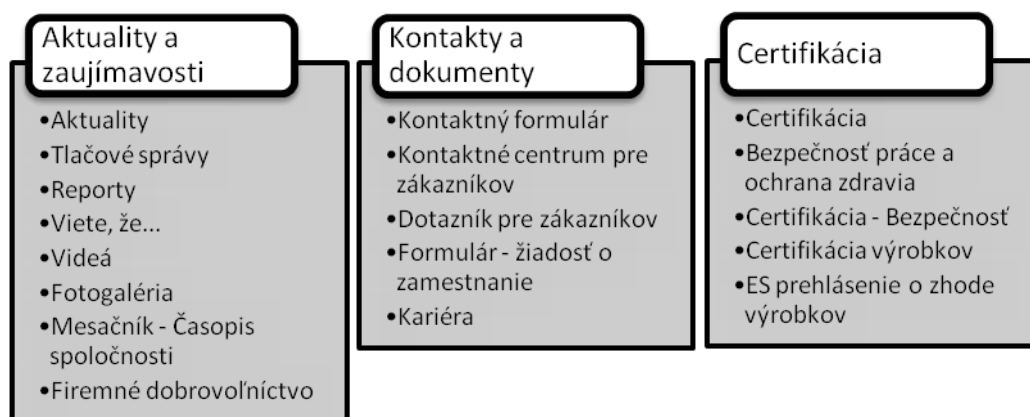 Aktuality a
zaujímavosti
•Aktuality
•Tlačové správy
•Reporty
•Viete, že...
•Videá
•Fotogaléria
•Mesačník - Časopis
spoločnosti
•Firemné dobrovoľníctvo
Kontakty a
dokumenty
•Kontaktný formulár
•Kontaktné centrum pre
zákazníkov
•Dotazník pre zákazníkov
•Formulár - žiadosť o
zamestnanie
•Kariéra
Certifikácia
•Certifikácia
•Bezpečnosť práce a
ochrana zdravia
•Certifikácia - Bezpečnosť
•Certifikácia výrobkov
•ES prehlásenie o zhode
výrobkov